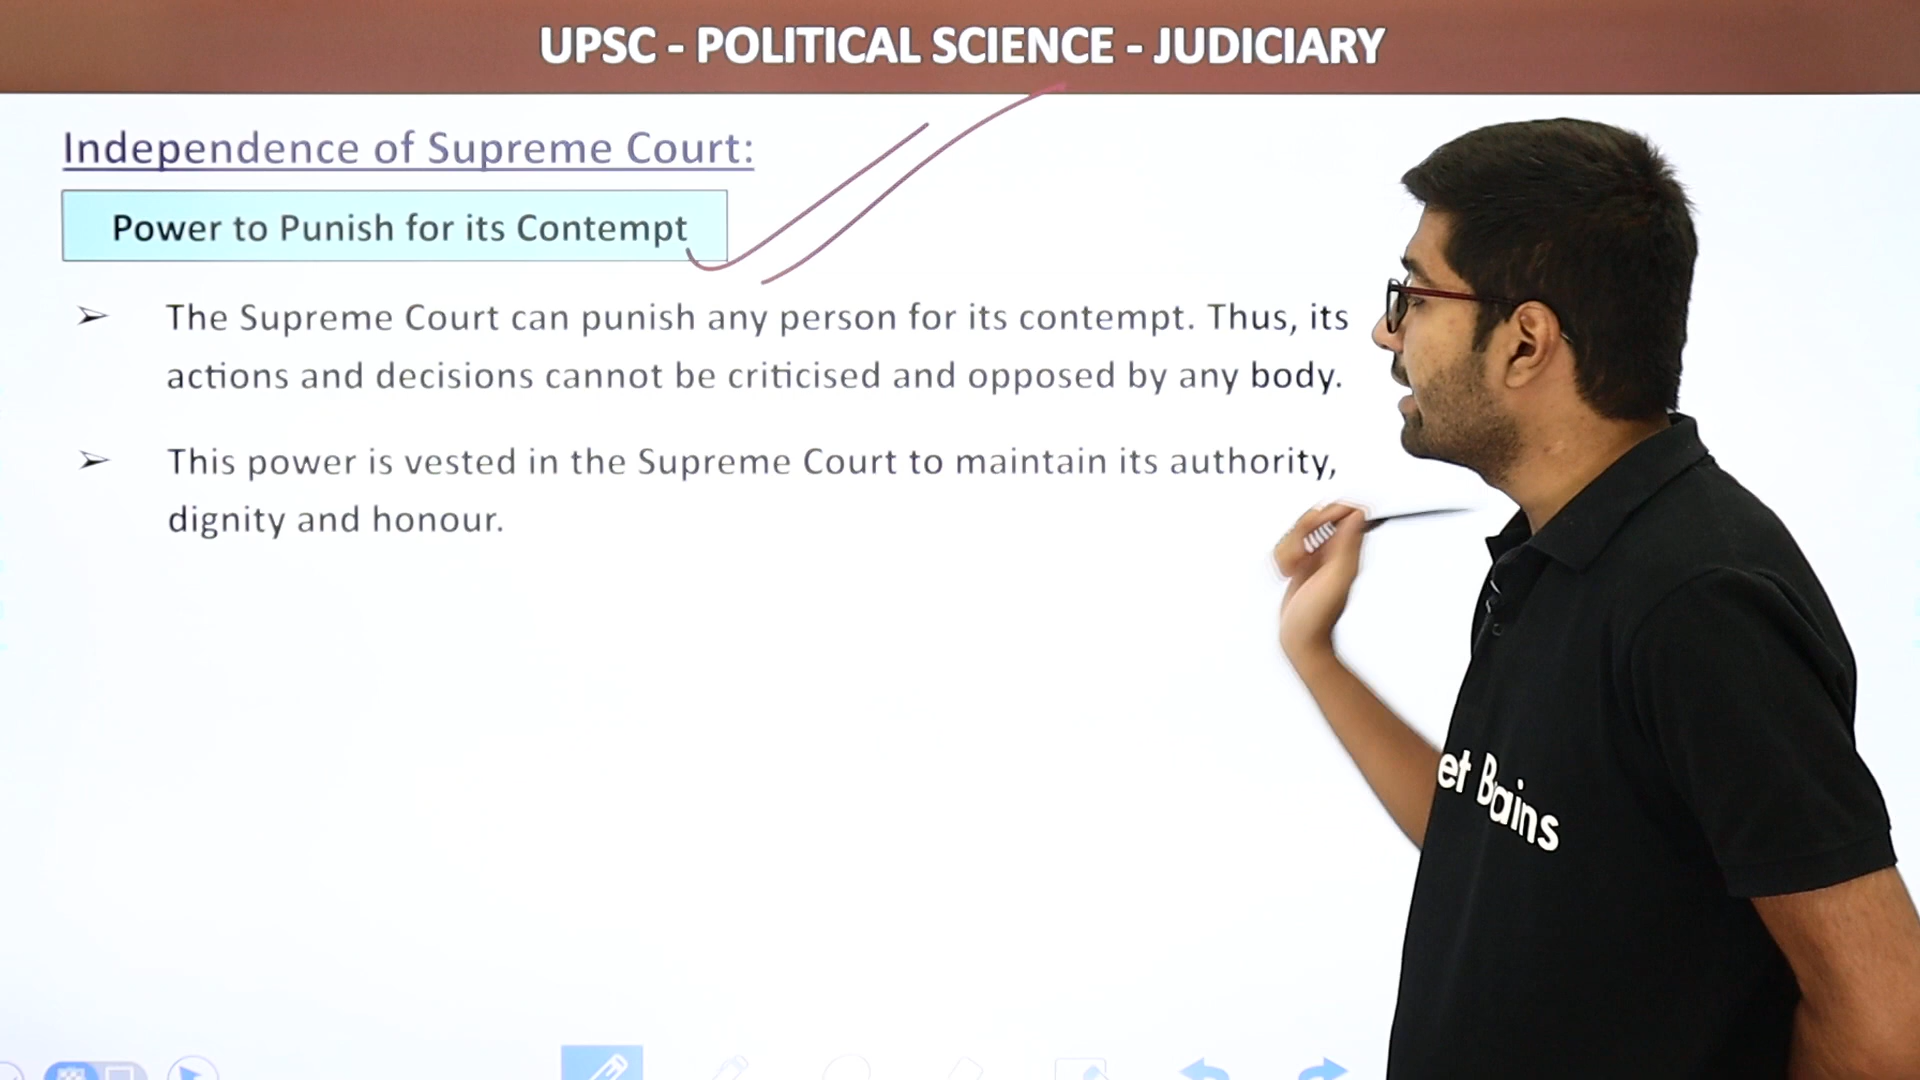 UPSC - POLITICAL SCIENCE - JUDICIARY
Independence of Supreme Court:
Power to Punish for its Contempt
➢ The Supreme Court can punish any person for its contempt. Thus, its
actions and decisions cannot be criticised and opposed by any body.
➢ This power is vested in the Supreme Court to maintain its authority,
dignity and honour.
et Brains